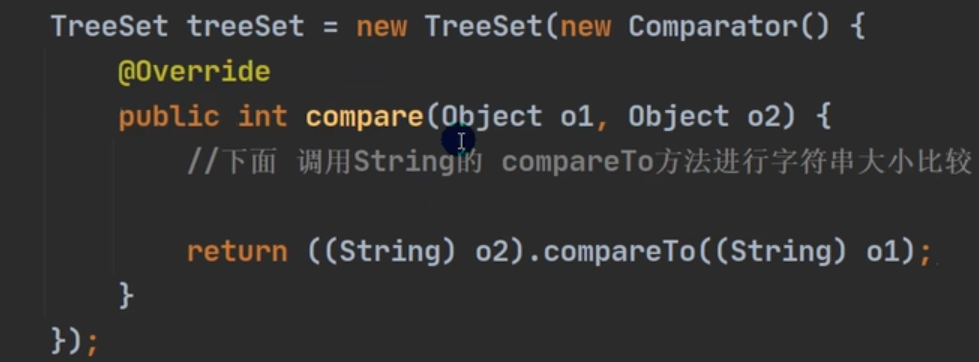 TreeSet treeSet = new TreeSet(new Comparator() {
@Override
public int compare(Object o1, Object o2) {
//下面 调用String的 compareTo方法进行字符串大小比较
return ((String) o2).compareTo((String) o1);
}
});